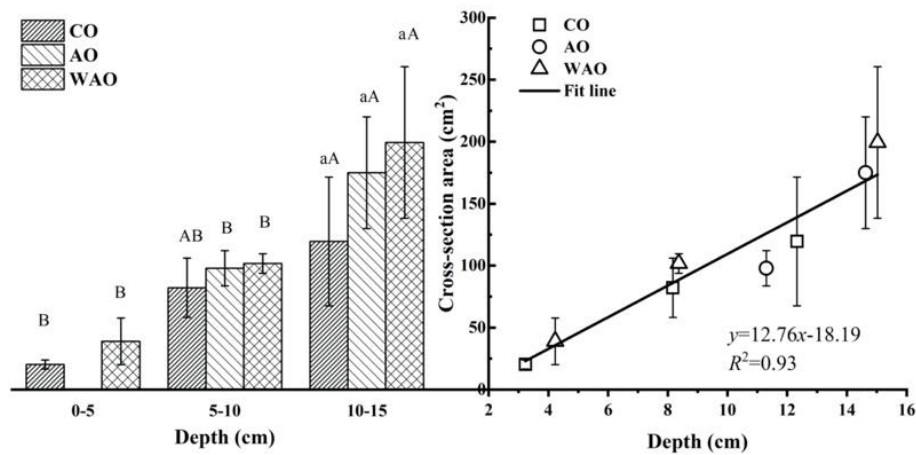 CO
AO
WAO
B
B
AB
B
B
aA
aA
aA
0-5
5-10
10-15
Depth (cm)
300
250
200
150
100
50
0
Cross-section area (cm²)
CO
AO
WAO
Fit line
y=12.76x-18.19
R²=0.93
2
4
6
8
10
12
14
16
Depth (cm)